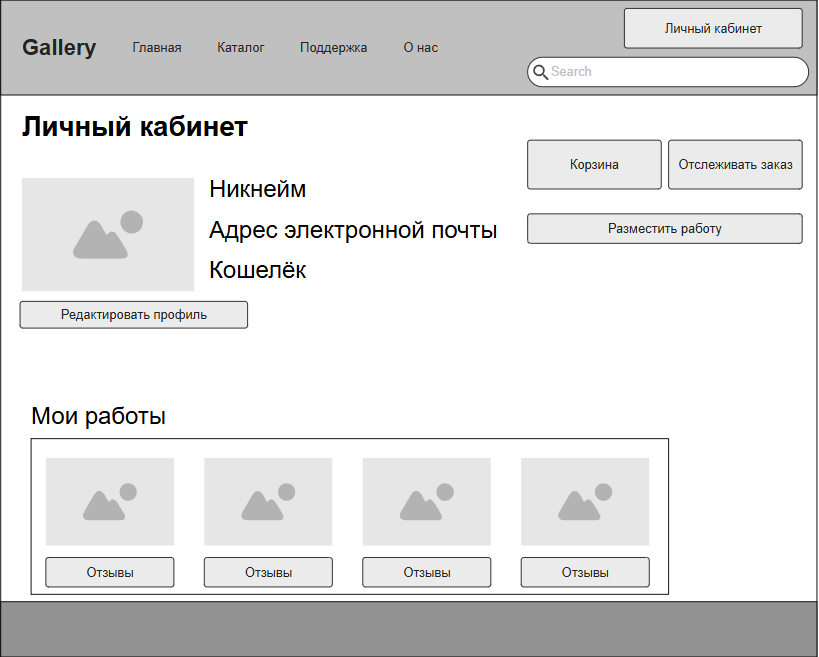 Gallery
Главная
Каталог
Поддержка
О нас
Личный кабинет
Search
Личный кабинет
Корзина
Отслеживать заказ
Никнейм
Адрес электронной почты
Разместить работу
Кошелёк
Редактировать профиль
Мои работы
Отзывы
Отзывы
Отзывы
Отзывы